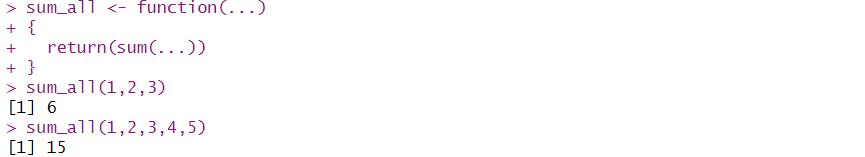 > sum_all <- function(...)
+ {
+   return(sum(...))
+ }
> sum_all(1,2,3)
[1] 6
> sum_all(1,2,3,4,5)
[1] 15